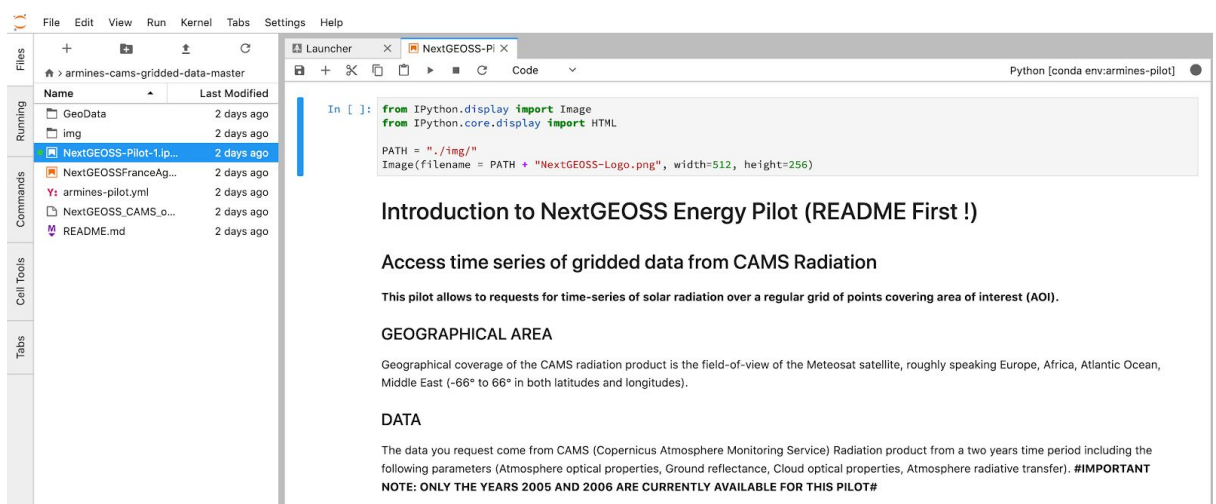 File Edit View Run Kernel Tabs Settings Help
Files
Running
Commands
Cell Tools
Tabs
> armines-cams-gridded-data-master
Name Last Modified
GeoData 2 days ago
img 2 days ago
NextGEOSS-Pilot-1.ip... 2 days ago
NextGEOSSFranceAg... 2 days ago
Y: armines-pilot.yml 2 days ago
NextGEOSS_CAMS_o... 2 days ago
README.md 2 days ago
Launcher
NextGEOSS-Pi
Code
Python [conda env:armines-pilot]
In [ ]:
from IPython.display import Image
from IPython.core.display import HTML
PATH = "./img/"
Image(filename = PATH + "NextGEOSS-Logo.png", width=512, height=256)
Introduction to NextGEOSS Energy Pilot (README First !)
Access time series of gridded data from CAMS Radiation
This pilot allows to requests for time-series of solar radiation over a regular grid of points covering area of interest (AOI).
GEOGRAPHICAL AREA
Geographical coverage of the CAMS radiation product is the field-of-view of the Meteosat satellite, roughly speaking Europe, Africa, Atlantic Ocean,
Middle East (-66° to 66° in both latitudes and longitudes).
DATA
The data you request come from CAMS (Copernicus Atmosphere Monitoring Service) Radiation product from a two years time period including the
following parameters (Atmosphere optical properties, Ground reflectance, Cloud optical properties, Atmosphere radiative transfer). #IMPORTANT
NOTE: ONLY THE YEARS 2005 AND 2006 ARE CURRENTLY AVAILABLE FOR THIS PILOT#